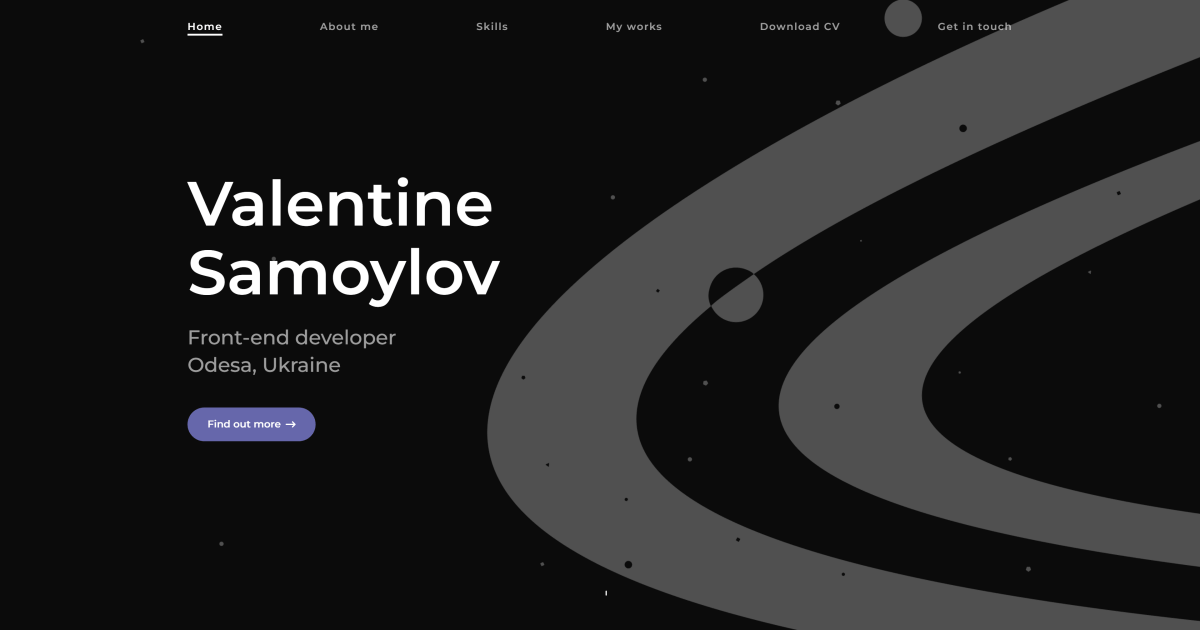 Home About me Skills My works Download CV Get in touch
Valentine
Samoylov
Front-end developer
Odesa, Ukraine
Find out more →